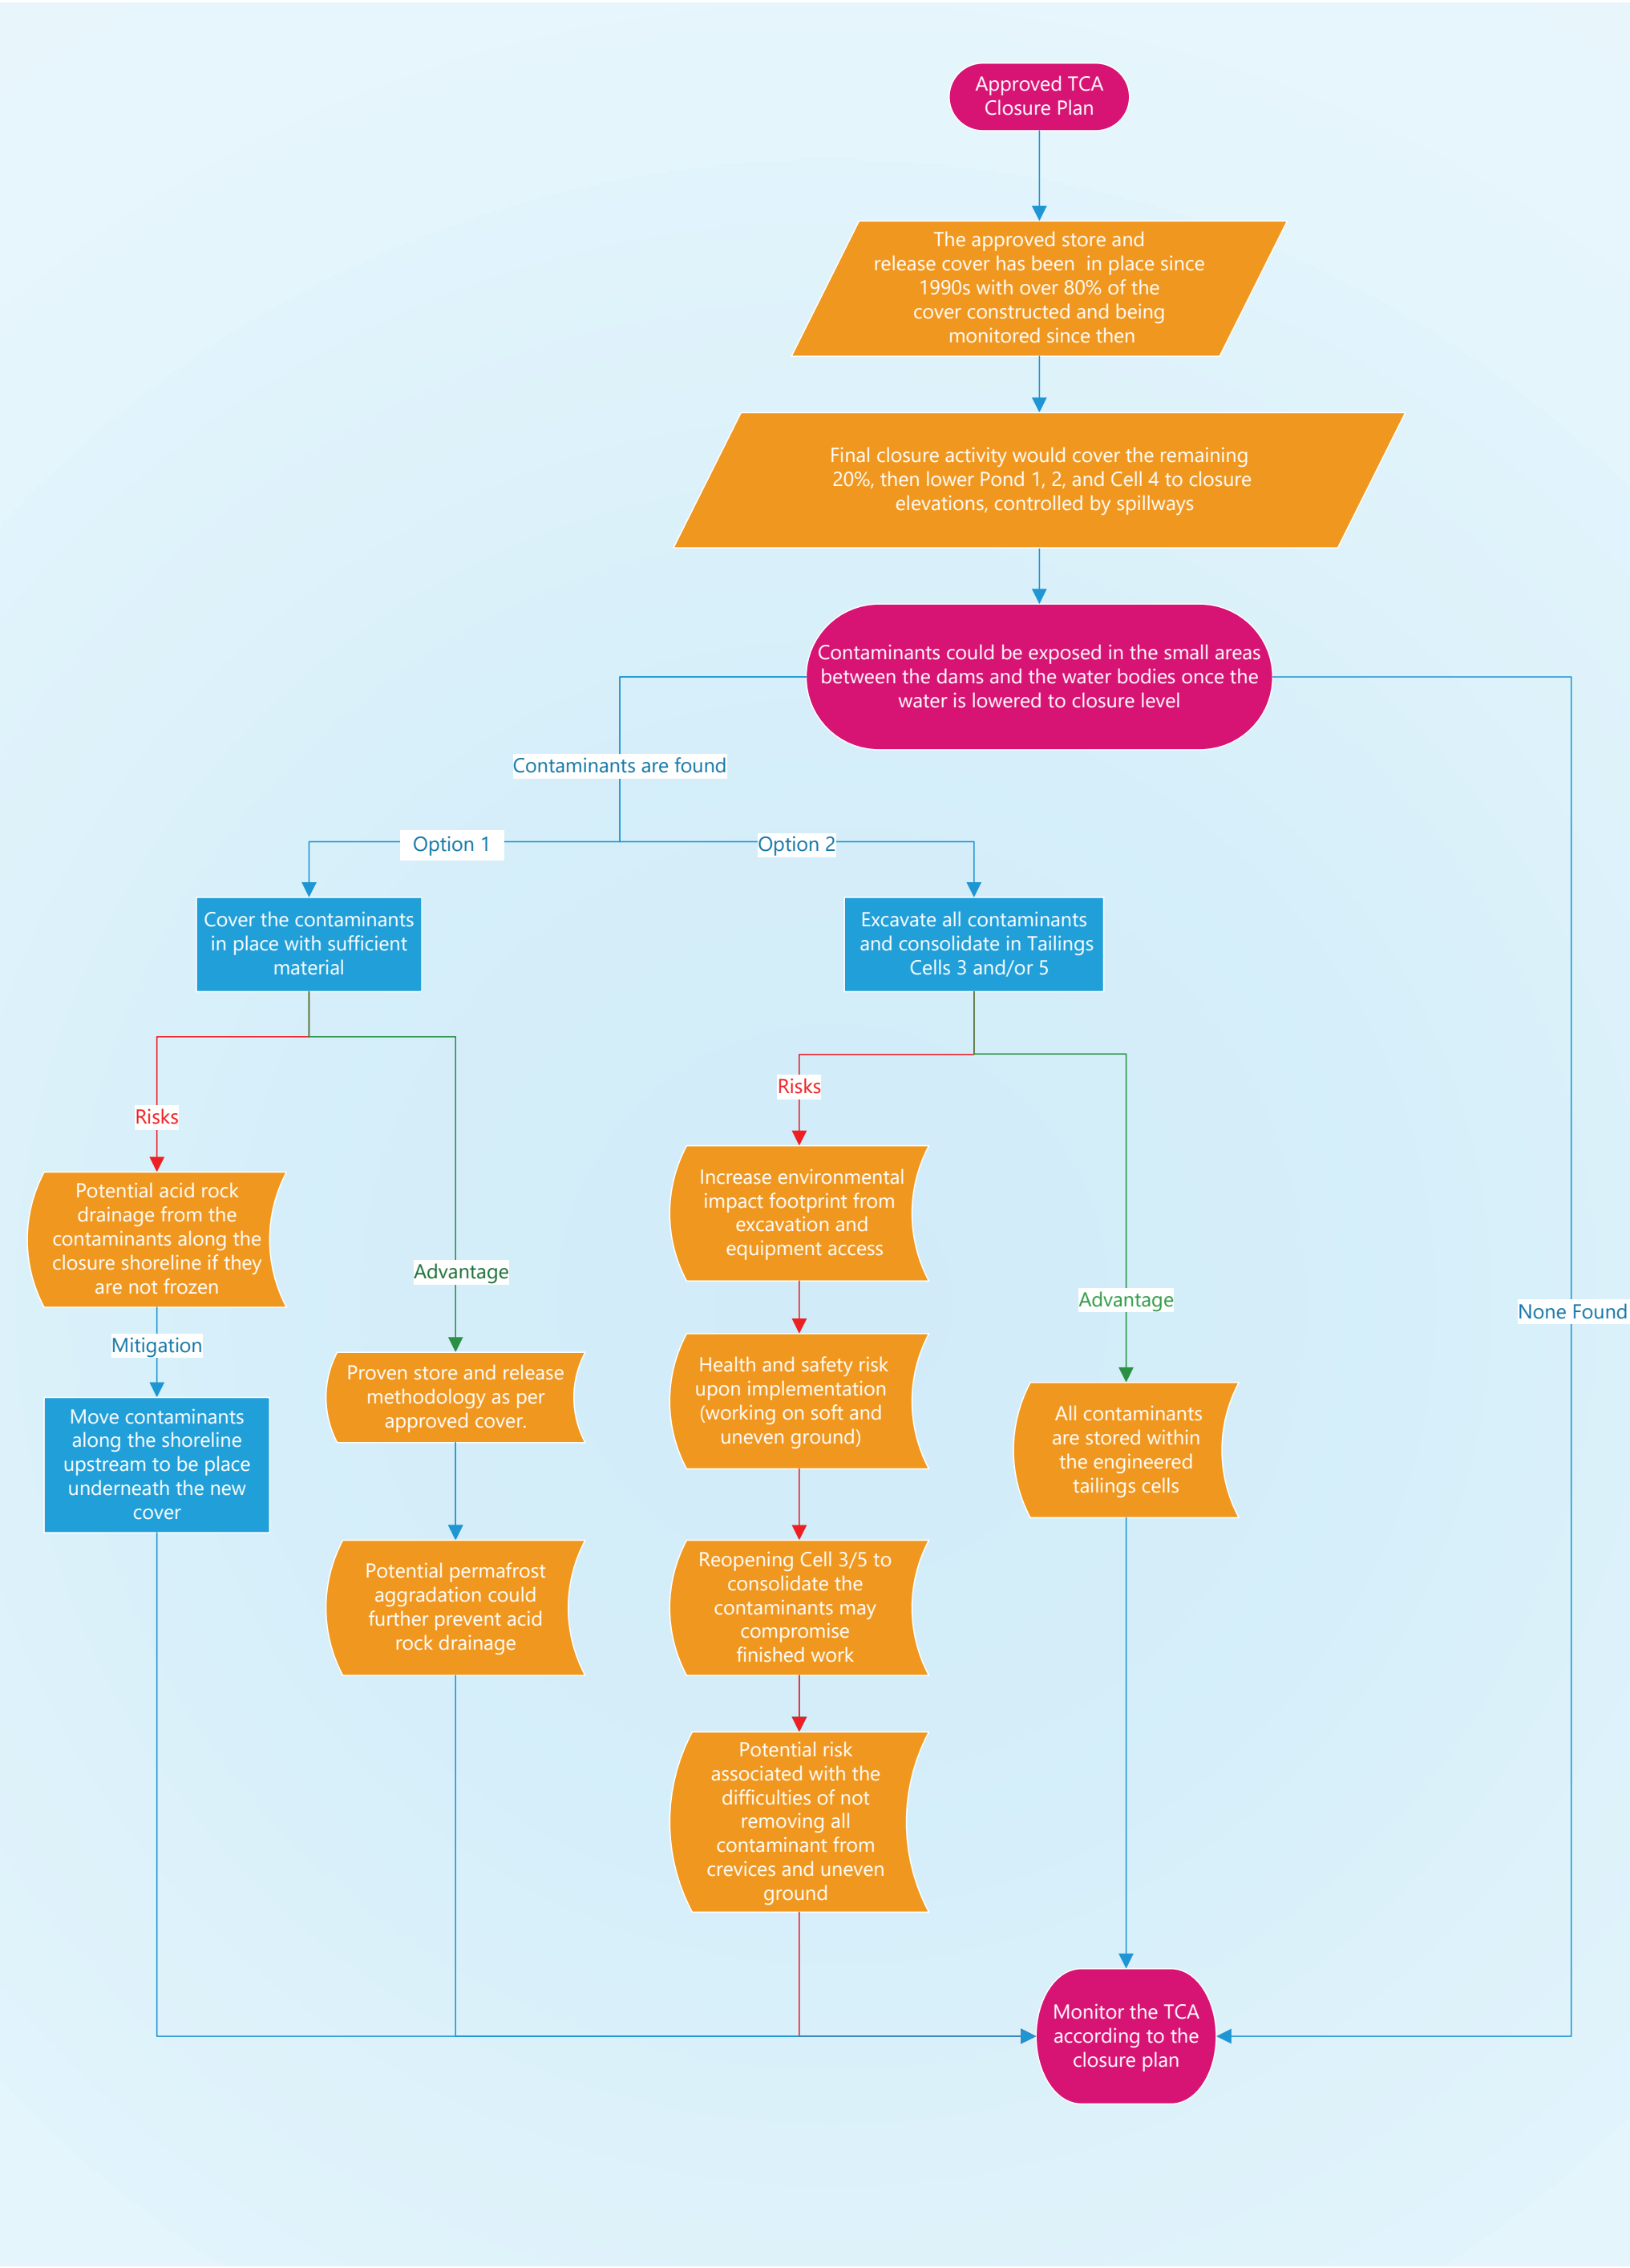 Approved TCA
Closure Plan
The approved store and
release cover has been in place since
1990s with over 80% of the
cover constructed and being
monitored since then
Final closure activity would cover the remaining
20%, then lower Pond 1, 2, and Cell 4 to closure
elevations, controlled by spillways
Contaminants could be exposed in the small areas
between the dams and the water bodies once the
water is lowered to closure level
Contaminants are found
Option 1
Option 2
Cover the contaminants
in place with sufficient
material
Excavate all contaminants
and consolidate in Tailings
Cells 3 and/or 5
Risks
Potential acid rock
drainage from the
contaminants along the
closure shoreline if they
are not frozen
Mitigation
Move contaminants
along the shoreline
upstream to be place
underneath the new
cover
Advantage
Proven store and release
methodology as per
approved cover.
Potential permafrost
aggradation could
further prevent acid
rock drainage
Risks
Increase environmental
impact footprint from
excavation and
equipment access
Health and safety risk
upon implementation
(working on soft and
uneven ground)
Reopening Cell 3/5 to
consolidate the
contaminants may
compromise
finished work
Potential risk
associated with the
difficulties of not
removing all
contaminant from
crevices and uneven
ground
Advantage
All contaminants
are stored within
the engineered
tailings cells
None Found
Monitor the TCA
according to the
closure plan